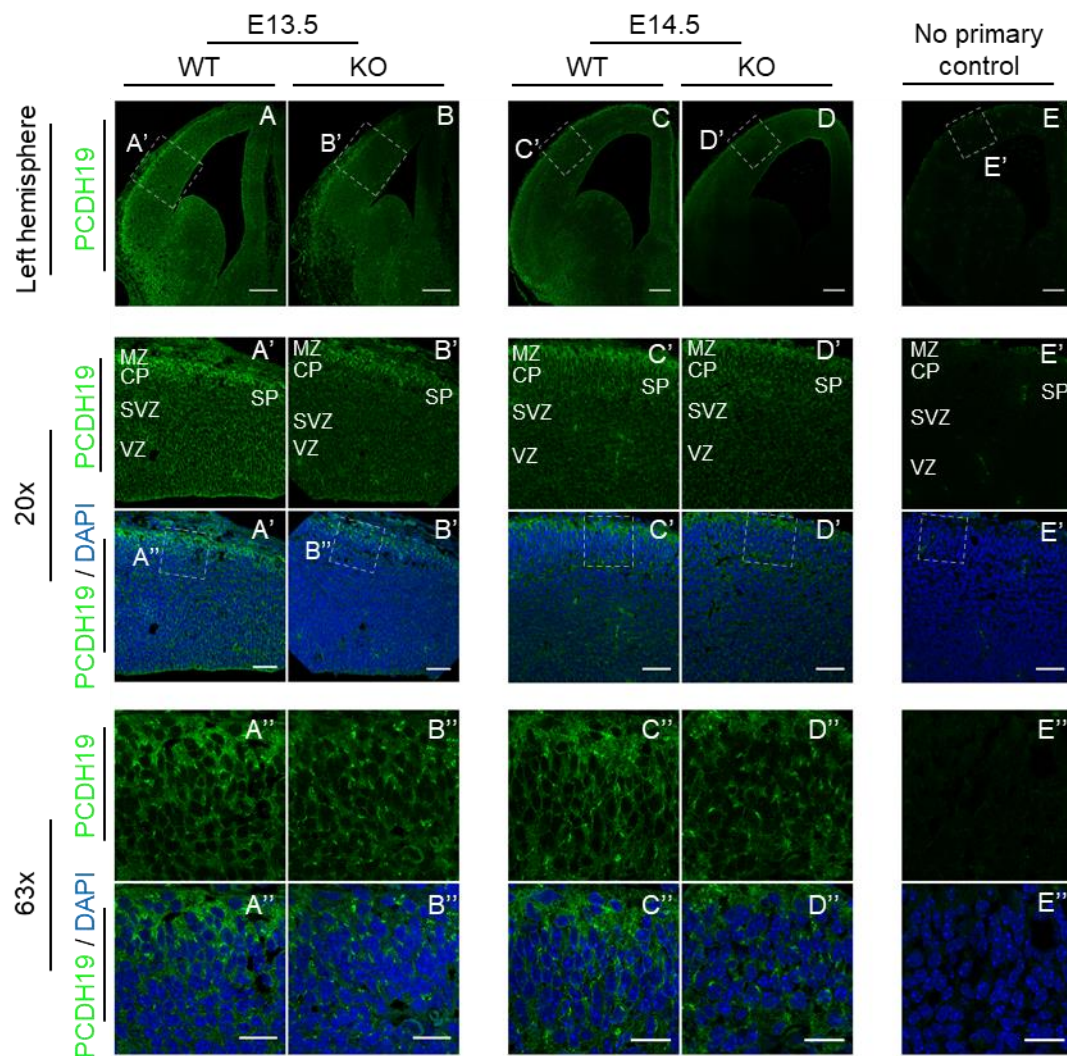 E13.5
E14.5
No primary
control
WT
KO
WT
KO
Left hemisphere
PCDH19
A
A’
B
B’
C
C’
D
D’
E
E’
20x
PCDH19
MZ
CP
SVZ
VZ
A’
SP
MZ
CP
SVZ
VZ
B’
SP
MZ
CP
SVZ
VZ
C’
SP
MZ
CP
SVZ
VZ
D’
MZ
CP
SVZ
VZ
E’
SP
PCDH19 / DAPI
A’
A’’
B’
B’’
C’
D’
E’
63x
PCDH19
A’’
B’’
C’’
D’’
E’’
PCDH19 / DAPI
A’’
B’’
C’’
D’’
E’’